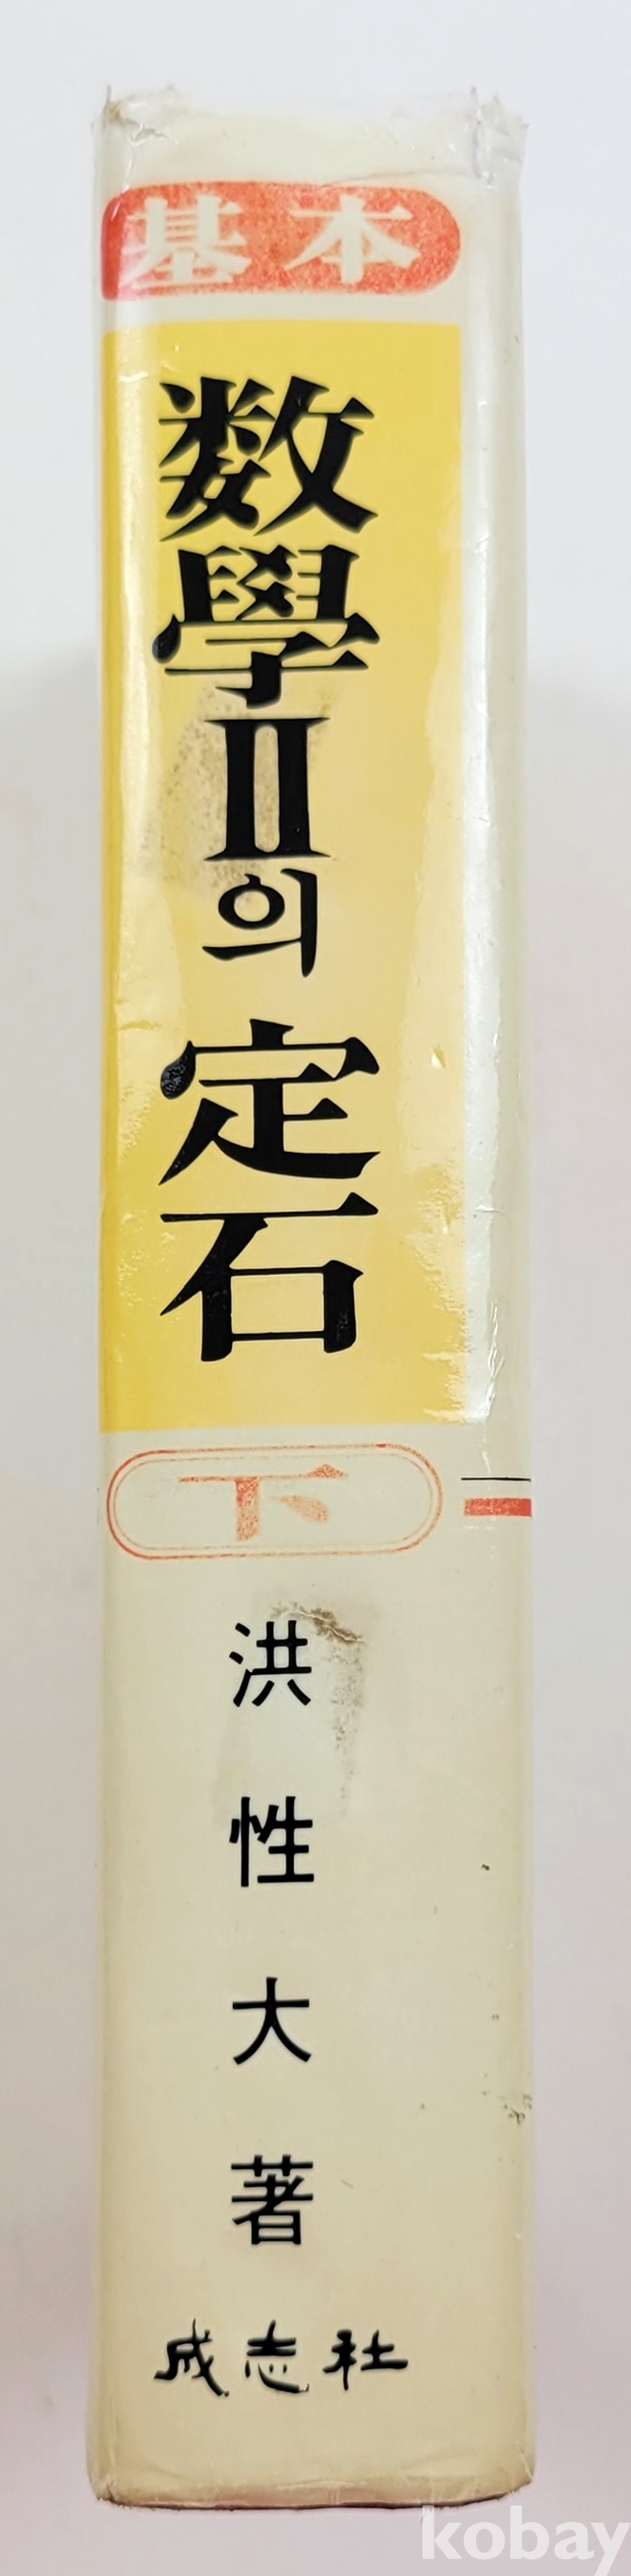 基本
数學II의 定石
下
洪性大著
成志社
kobay